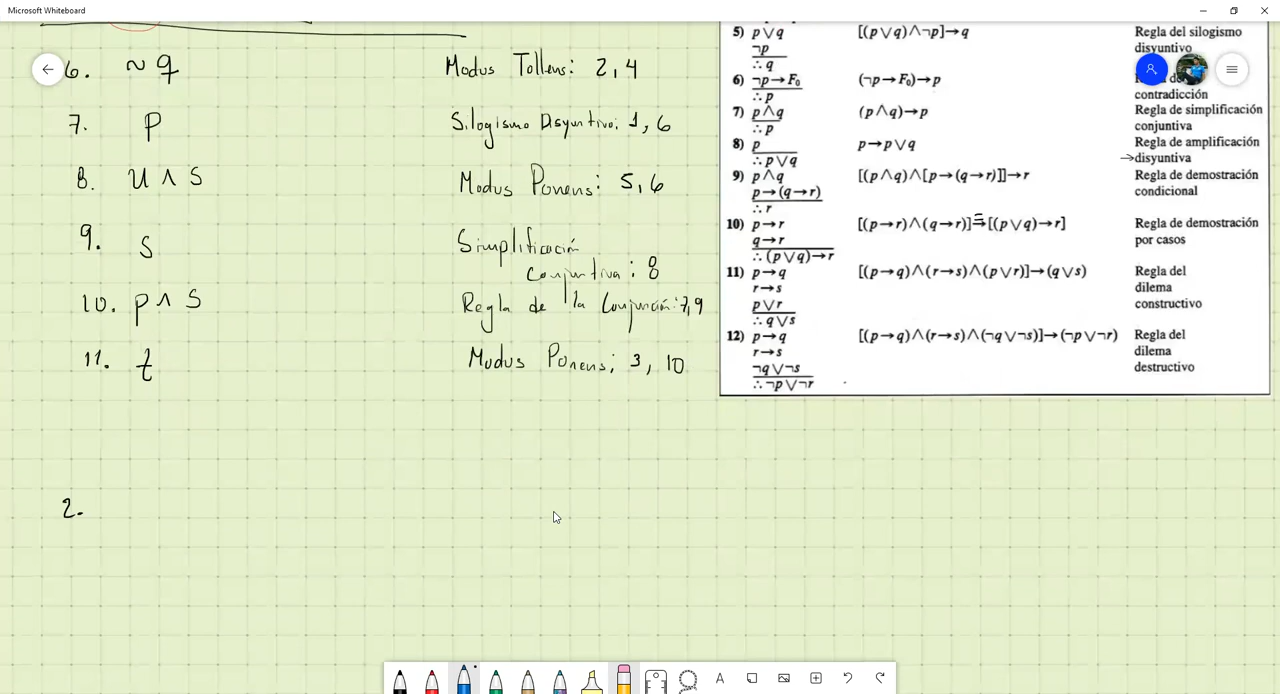 Microsoft Whiteboard
6. ~q Modus Tollens: 2, 4
7. p Silogismo Disyuntivo: 1, 6
8. u ∧ s Modus Ponens: 5, 6
9. s Simplificación
Conjuntiva: 8
10. p ∧ s Regla de la Conjunción: 7, 9
11. t Modus Ponens; 3, 10
2.
5) p∨q [(p∨q)∧¬p]→q Regla del silogismo
¬p disyuntivo
∴q
6) ¬p→F₀ (¬p→F₀)→p
∴p contradicción
7) p∧q (p∧q)→p Regla de simplificación
∴p conjuntiva
8) p p→p∨q Regla de amplificación
∴p∨q →disyuntiva
9) p∧q [(p∧q)∧[p→(q→r)]]→r Regla de demostración
p→(q→r) condicional
∴r
10) p→r [(p→r)∧(q→r)]→[(p∨q)→r] Regla de demostración
q→r por casos
∴(p∨q)→r
11) p→q [(p→q)∧(r→s)∧(p∨r)]→(q∨s) Regla del
r→s dilema
p∨r constructivo
∴q∨s
12) p→q [(p→q)∧(r→s)∧(¬q∨¬s)]→(¬p∨¬r) Regla del
r→s dilema
¬q∨¬s destructivo
∴¬p∨¬r